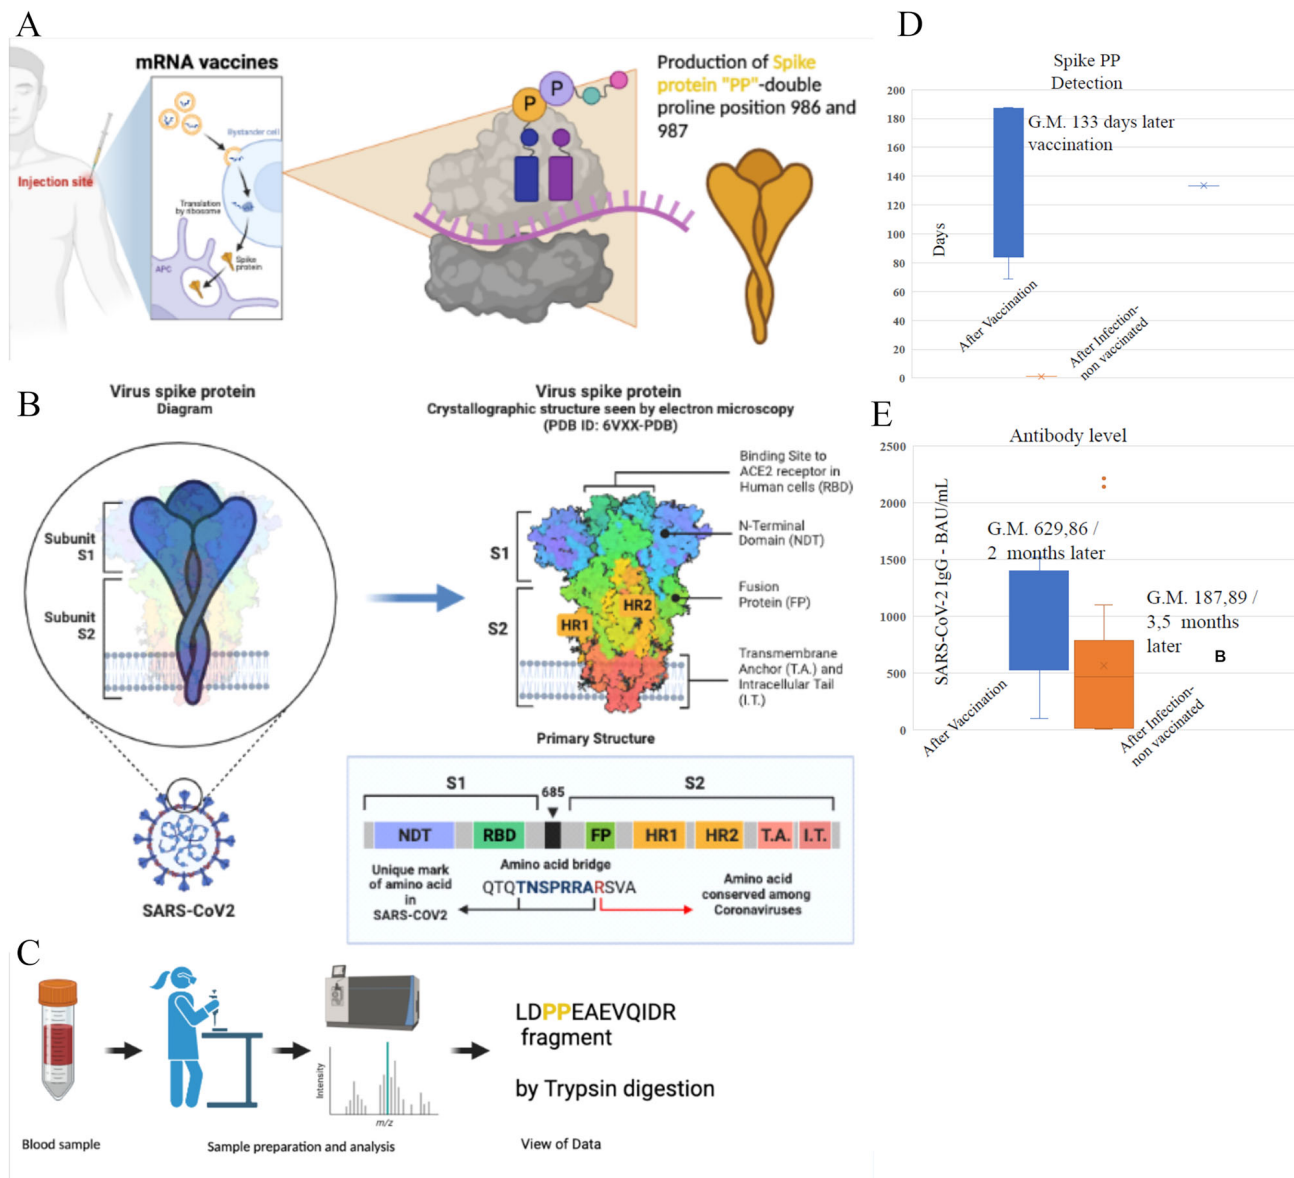 A
mRNA vaccines
Injection site
Bystander cell
Translation
by ribosome
Spike
protein
APC
P
P
Production of Spike
protein "PP"-double
proline position 986 and
987
B
Virus spike protein
Diagram
Subunit
S1
Subunit
S2
SARS-CoV2
Virus spike protein
Crystallographic structure seen by electron microscopy
(PDB ID: 6VXX-PDB)
S1
S2
HR1
HR2
Binding Site to
ACE2 receptor in
Human cells (RBD)
N-Terminal
Domain (NDT)
Fusion
Protein (FP)
Transmembrane
Anchor (T.A.) and
Intracellular Tail
(I.T.)
Primary Structure
S1
685
S2
NDT
RBD
FP
HR1
HR2
T.A.
I.T.
Unique mark
of amino acid
in
SARS-COV2
Amino acid bridge
QTQTNSPRRARSVA
Amino acid
conserved among
Coronaviruses
C
Blood sample
Intensity
m/z
Sample preparation and analysis
LDPPEAEVQIDR
fragment
by Trypsin digestion
View of Data
D
Spike PP
Detection
200
180
160
140
120
100
80
60
40
20
0
Days
G.M. 133 days later
vaccination
After Vaccination
After Infection-
non vaccinated
E
Antibody level
2500
2000
1500
1000
500
0
SARS-CoV-2 IgG - BAU/mL
G.M. 629,86 /
2 months later
G.M. 187,89 /
3,5 months
later
B
After Vaccination
After Infection-
non vaccinated